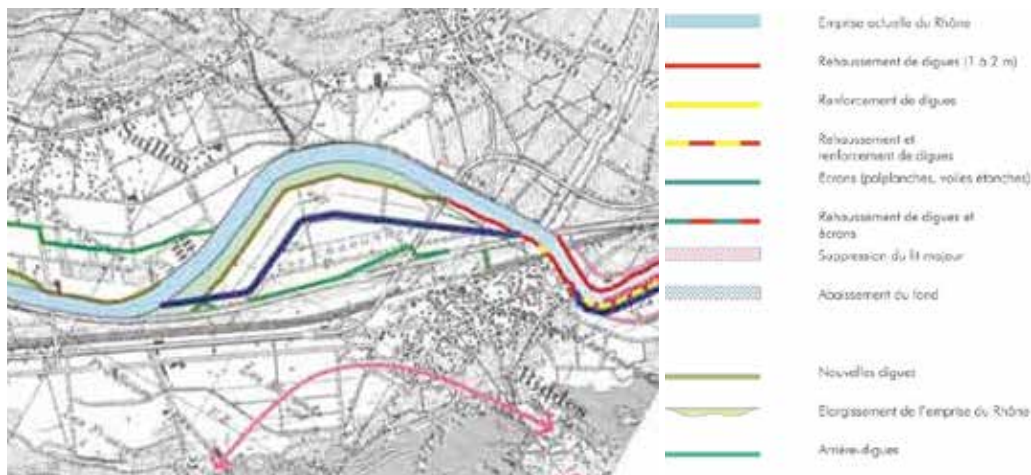 Saillon
Leytron
Riddes
Emprise actuelle du Rhône
Rehaussement de digues (1 à 2 m)
Renforcement de digues
Rehaussement et
renforcement de digues
Ecrans (palplanches, voiles étanches)
Rehaussement de digues et
écrans
Suppression du lit majeur
Abaissement du fond
Nouvelles digues
Elargissement de l'emprise du Rhône
Arrière-digues